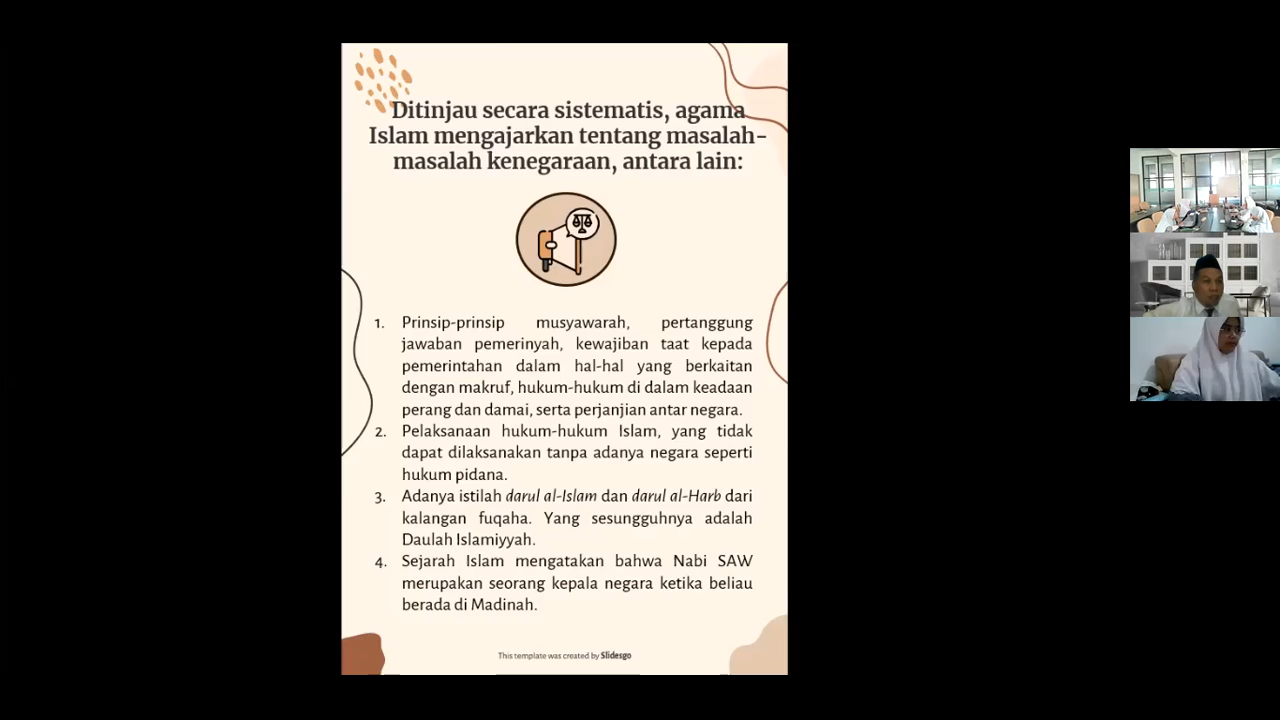 Ditinjau secara sistematis, agama
Islam mengajarkan tentang masalah-
masalah kenegaraan, antara lain:
1. Prinsip-prinsip musyawarah, pertanggung
jawaban pemerinyah, kewajiban taat kepada
pemerintahan dalam hal-hal yang berkaitan
dengan makruf, hukum-hukum di dalam keadaan
perang dan damai, serta perjanjian antar negara.
2. Pelaksanaan hukum-hukum Islam, yang tidak
dapat dilaksanakan tanpa adanya negara seperti
hukum pidana.
3. Adanya istilah darul al-Islam dan darul al-Harb dari
kalangan fuqaha. Yang sesungguhnya adalah
Daulah Islamiyyah.
4. Sejarah Islam mengatakan bahwa Nabi SAW
merupakan seorang kepala negara ketika beliau
berada di Madinah.
This template was created by Slidesgo